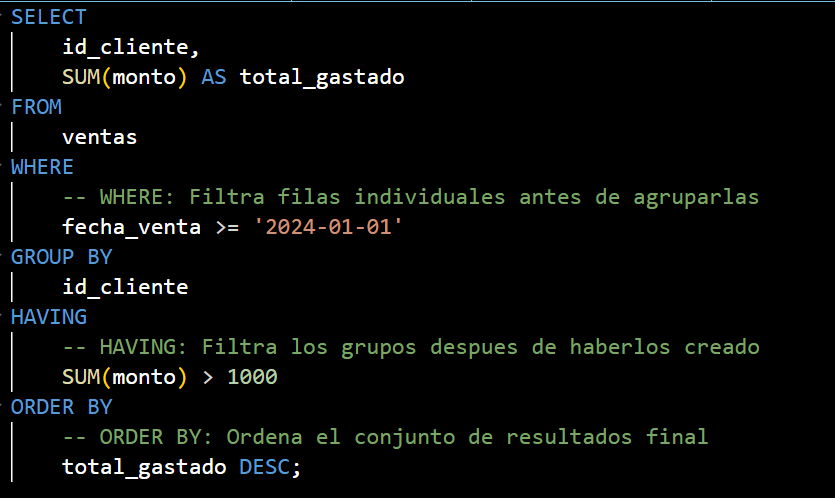 SELECT
id_cliente,
SUM(monto) AS total_gastado
FROM
ventas
WHERE
-- WHERE: Filtra filas individuales antes de agruparlas
fecha_venta >= '2024-01-01'
GROUP BY
id_cliente
HAVING
-- HAVING: Filtra los grupos despues de haberlos creado
SUM(monto) > 1000
ORDER BY
-- ORDER BY: Ordena el conjunto de resultados final
total_gastado DESC;